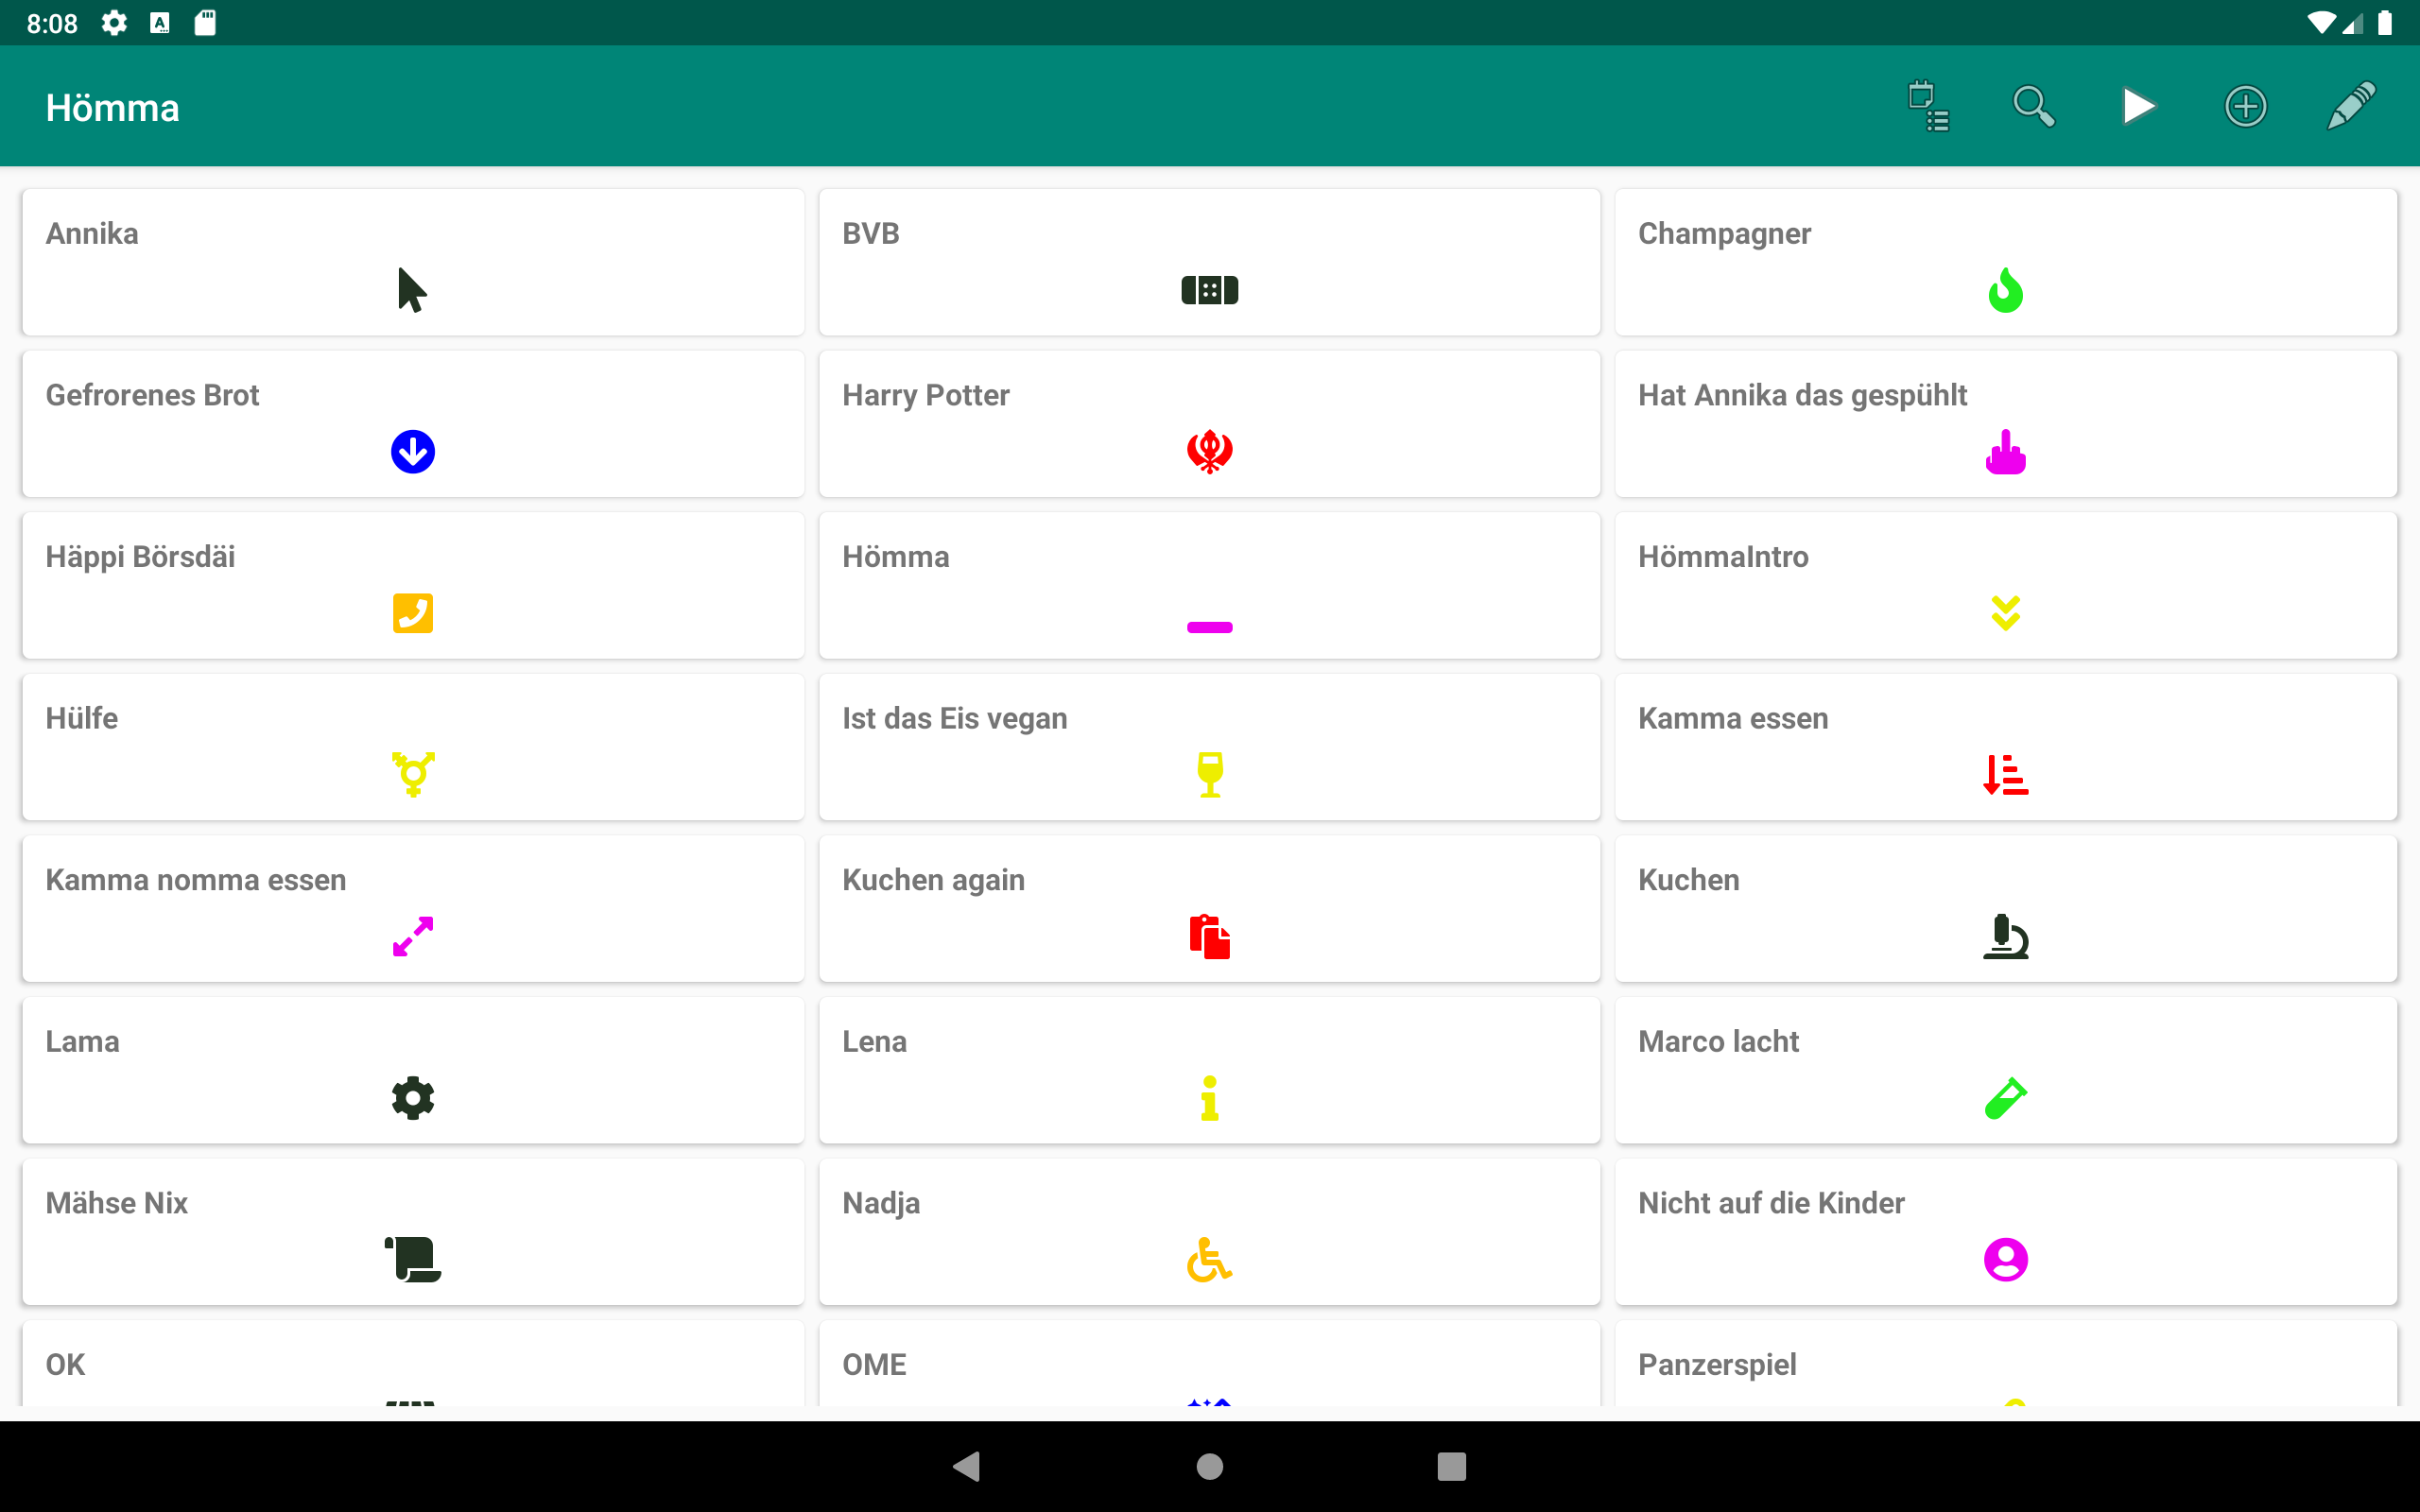 8:08
Hömma
Annika
BVB
Champagner
Gefrorenes Brot
Harry Potter
Hat Annika das gespühlt
Häppi Börsdäi
Hömma
HömmaIntro
Hülfe
Ist das Eis vegan
Kamma essen
Kamma nomma essen
Kuchen again
Kuchen
Lama
Lena
Marco lacht
Mähse Nix
Nadja
Nicht auf die Kinder
OK
OME
Panzerspiel